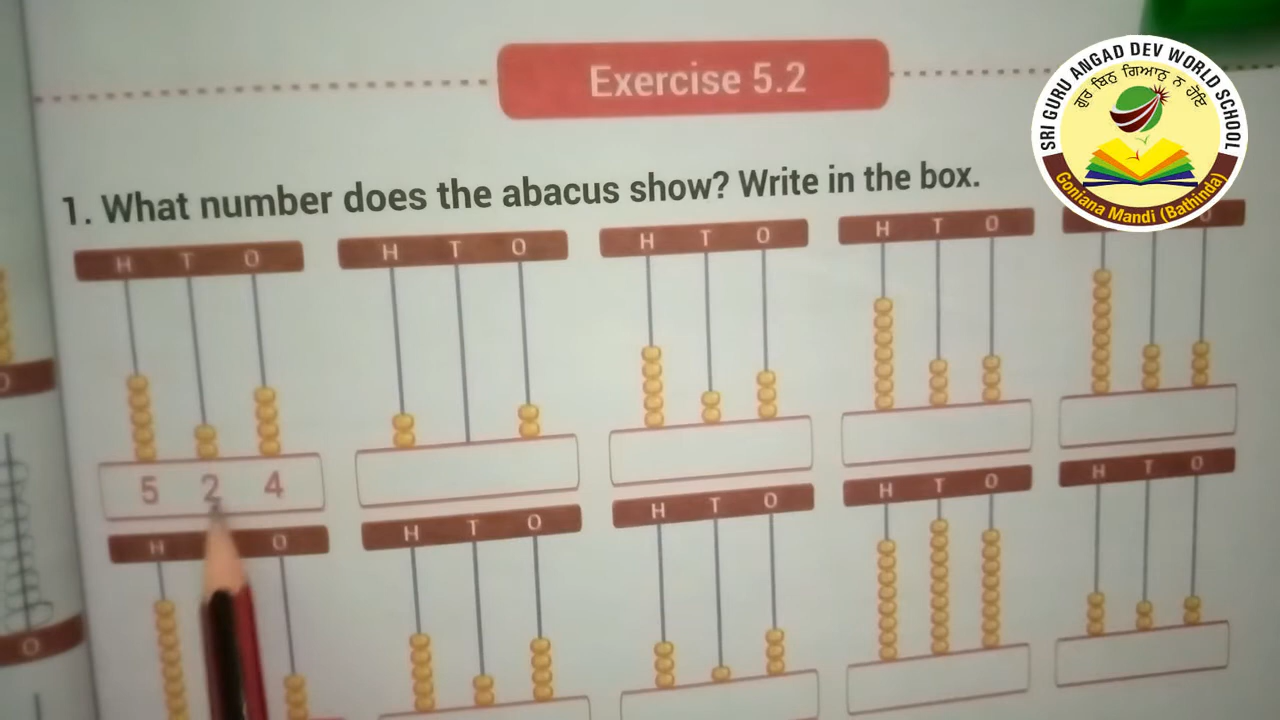 Exercise 5.2
SRI GURU ANGAD DEV WORLD SCHOOL
ਗੁਰ ਬਿਨ ਗਿਆਨੁ ਨ ਹੋਇ
Goniana Mandi (Bathinda)
1. What number does the abacus show? Write in the box.
H T O
H T O
H T O
H T O
O
5 2 4
H O
H T O
H T O
H T O
H T O
O
O